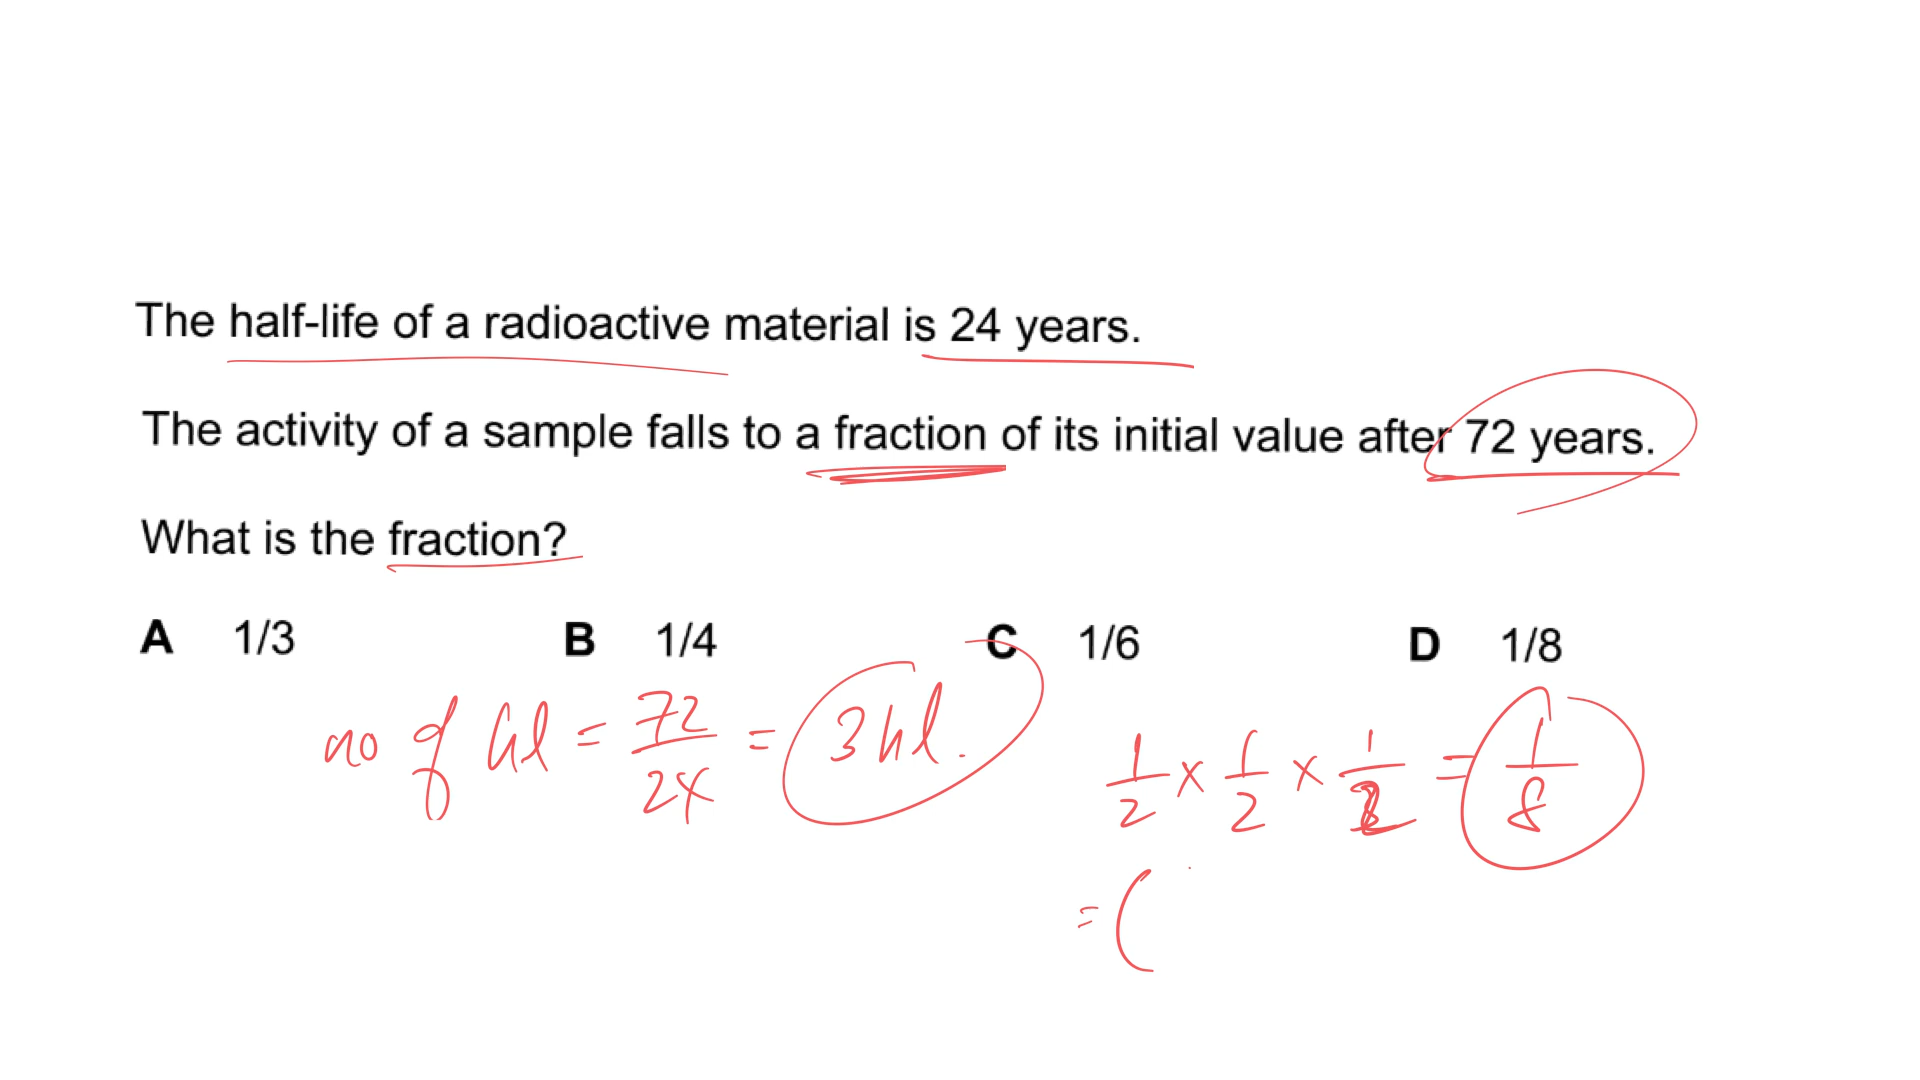 The half-life of a radioactive material is 24 years.
The activity of a sample falls to a fraction of its initial value after 72 years.
What is the fraction?
A 1/3 B 1/4 C 1/6 D 1/8
no of hl = 72/24 = 3 hl.
1/2 × 1/2 × 1/2 = 1/8
= (